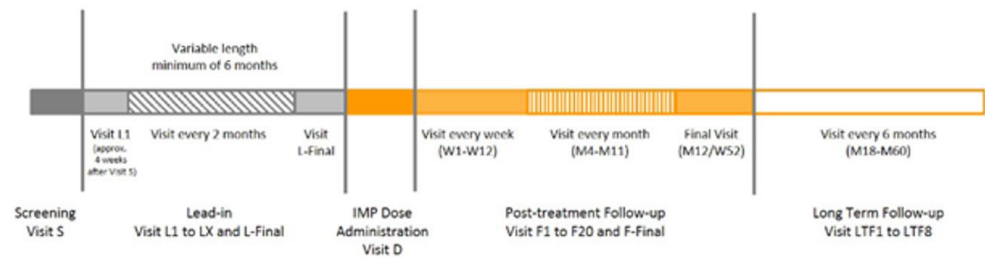 Variable length
minimum of 6 months
Visit L1
(approx.
4 weeks
after Visit S)
Visit every 2 months
Visit
L-Final
Visit every week
(W1-W12)
Visit every month
(M4-M11)
Final Visit
(M12/W52)
Visit every 6 months
(M18-M60)
Screening
Visit S
Lead-in
Visit L1 to LX and L-Final
IMP Dose
Administration
Visit D
Post-treatment Follow-up
Visit F1 to F20 and F-Final
Long Term Follow-up
Visit LTF1 to LTF8